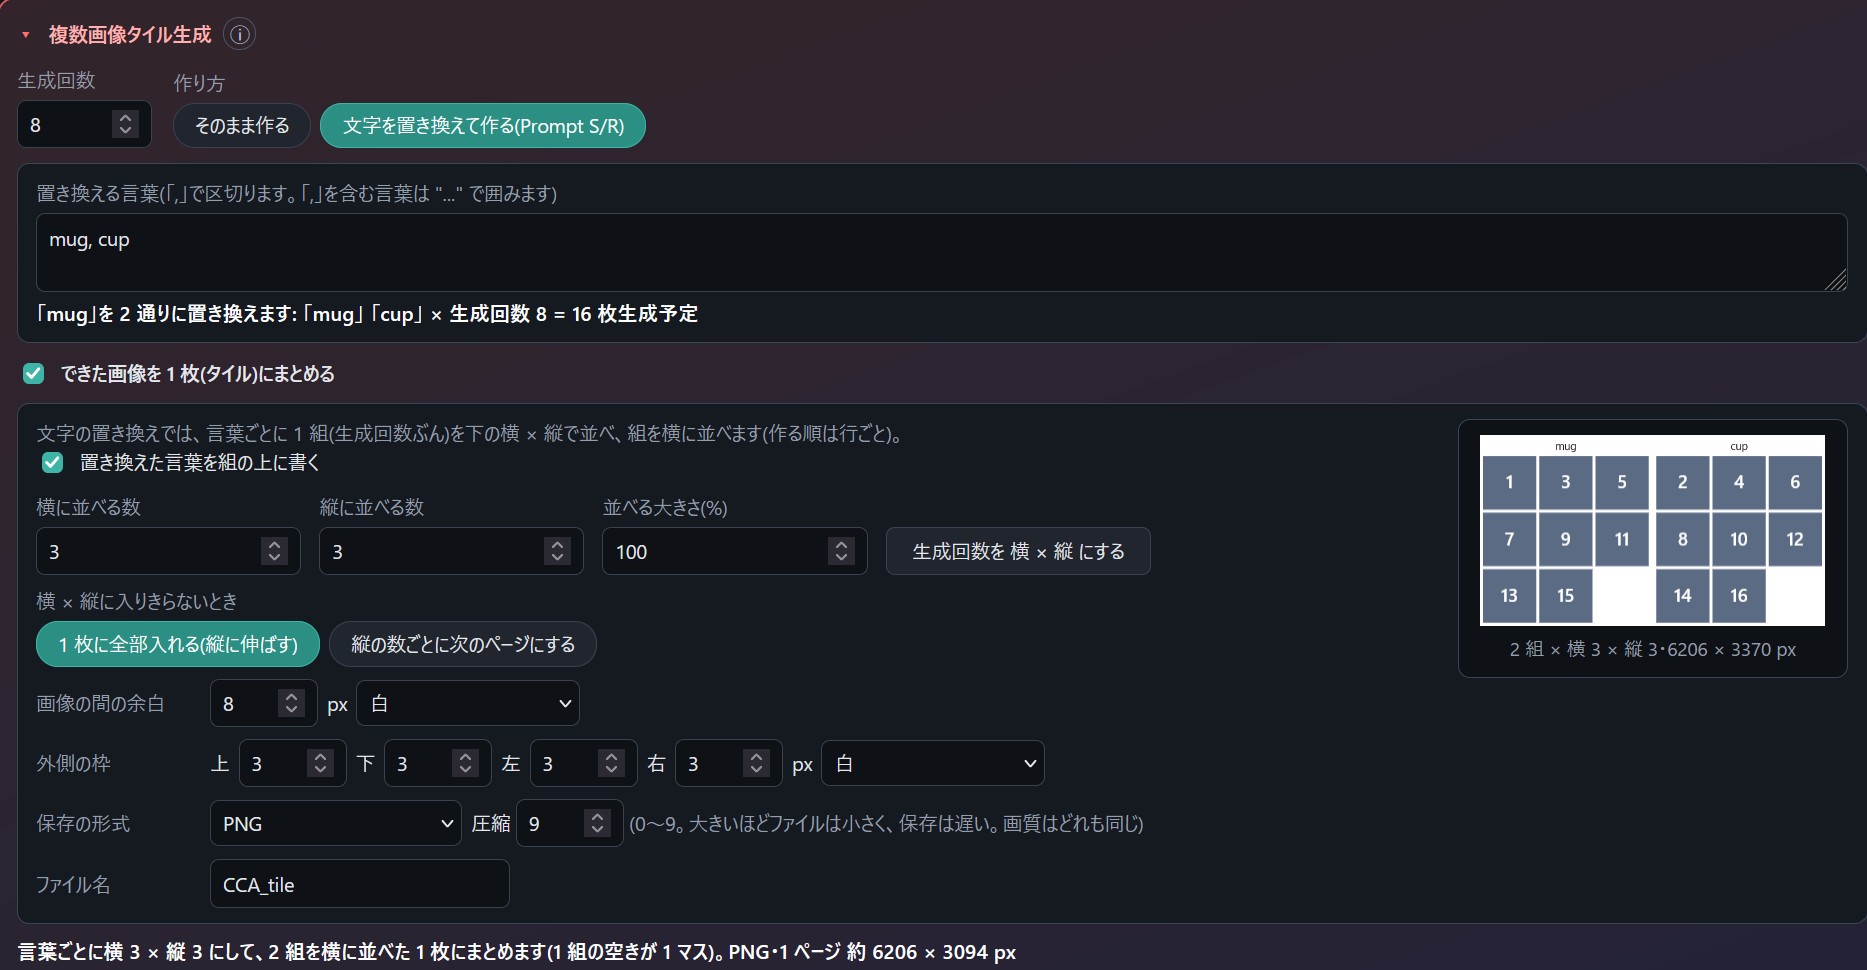 複数画像タイル生成
生成回数 作り方
8 そのまま作る 文字を置き換えて作る(Prompt S/R)
置き換える言葉(「,」で区切ります。「,」を含む言葉は "..." で囲みます)
mug, cup
「mug」を 2 通りに置き換えます: 「mug」「cup」 × 生成回数 8 = 16 枚生成予定
できた画像を 1 枚(タイル)にまとめる
文字の置き換えでは、言葉ごとに 1 組(生成回数ぶん)を下の横 × 縦で並べ、組を横に並べます(作る順は行ごと)。
置き換えた言葉を組の上に書く
横に並べる数 縦に並べる数 並べる大きさ(%)
3 3 100 生成回数を 横 × 縦 にする
横 × 縦に入りきらないとき
1 枚に全部入れる(縦に伸ばす) 縦の数ごとに次のページにする
画像の間の余白 8 px 白
外側の枠 上 3 下 3 左 3 右 3 px 白
保存の形式 PNG 圧縮 9 (0～9。大きいほどファイルは小さく、保存は遅い。画質はどれも同じ)
ファイル名 CCA_tile
mug cup
1 3 5 2 4 6
7 9 11 8 10 12
13 15 14 16
2 組 × 横 3 × 縦 3・6206 × 3370 px
言葉ごとに横 3 × 縦 3 にして、2 組を横に並べた 1 枚にまとめます(1 組の空きが 1 マス)。PNG・1 ページ 約 6206 × 3094 px